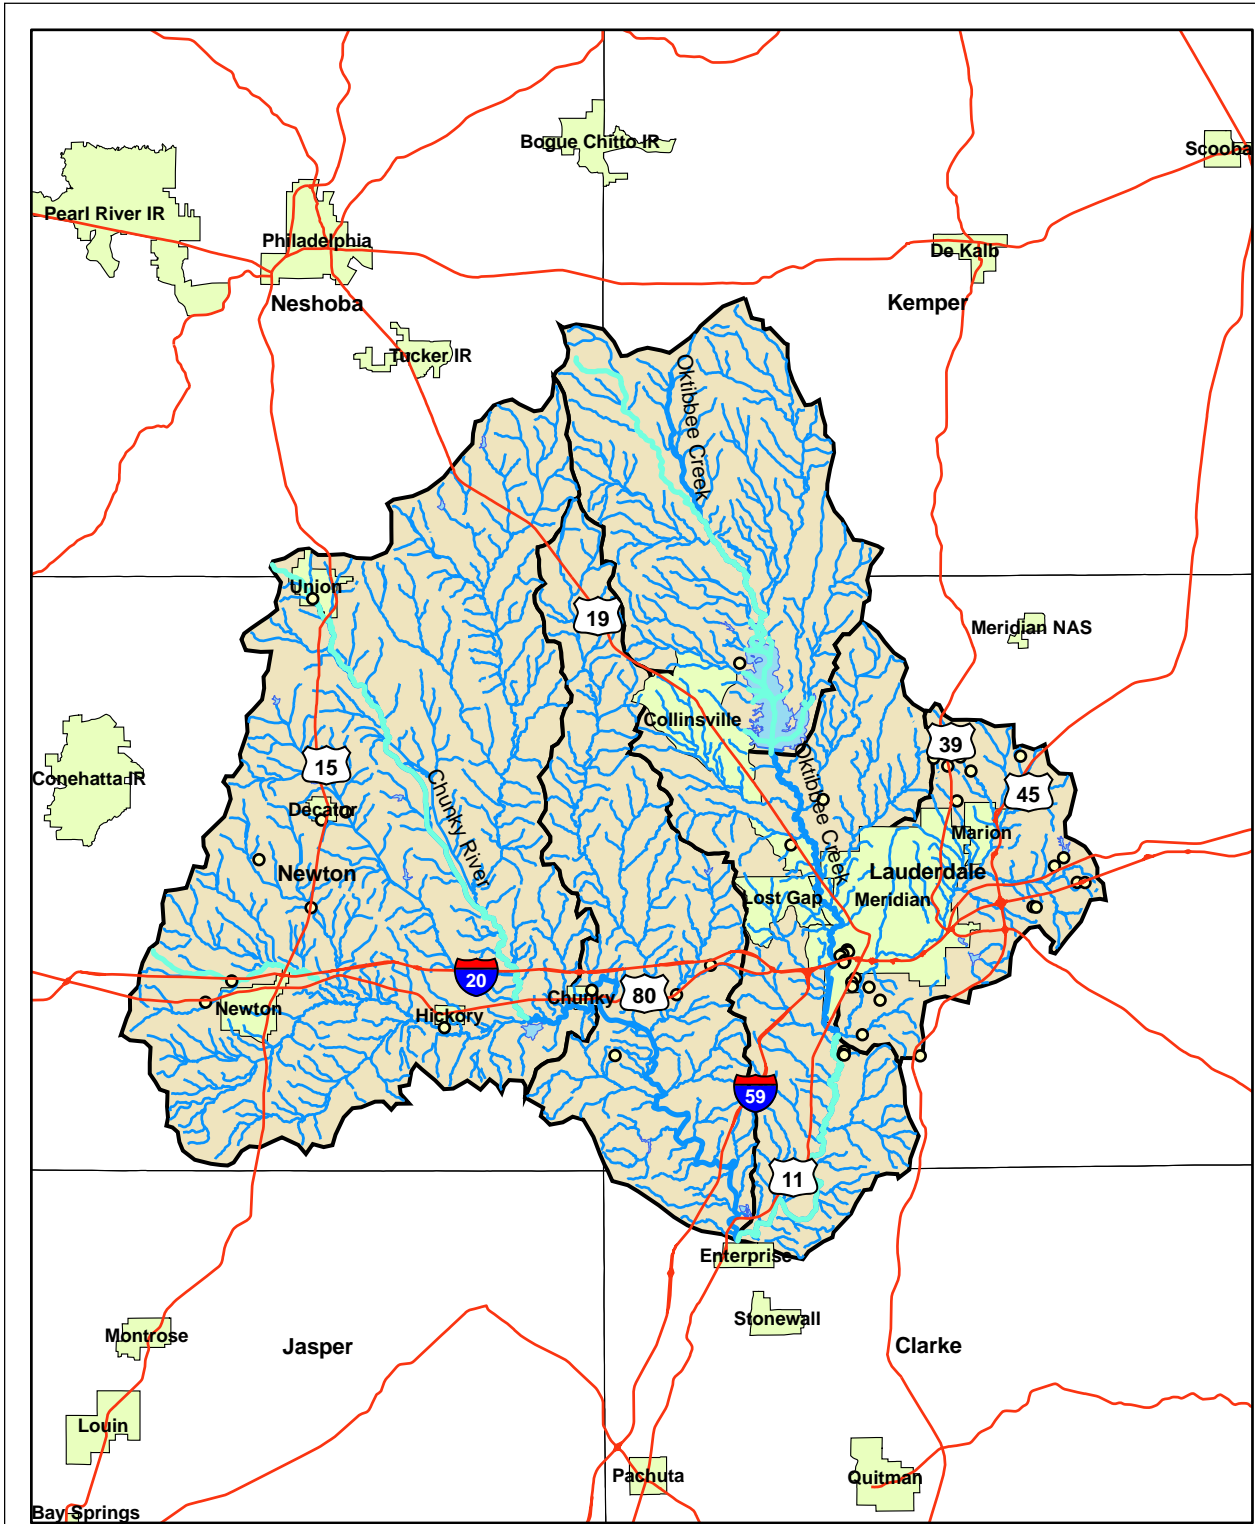 Bogue Chitto IR
Scooba
Pearl River IR
Philadelphia
De Kalb
Neshoba
Kemper
Tucker IR
Oktibbee Creek
Union
19
Meridian NAS
Collinsville
39
15
Conehatta IR
Oktibbee Creek
45
Chunky River
Decator
Marion
Newton
Lauderdale
Lost Gap
Meridian
20
80
Chunky
Newton
Hickory
59
11
Enterprise
Stonewall
Montrose
Jasper
Clarke
Louin
Pachuta
Quitman
Bay Springs